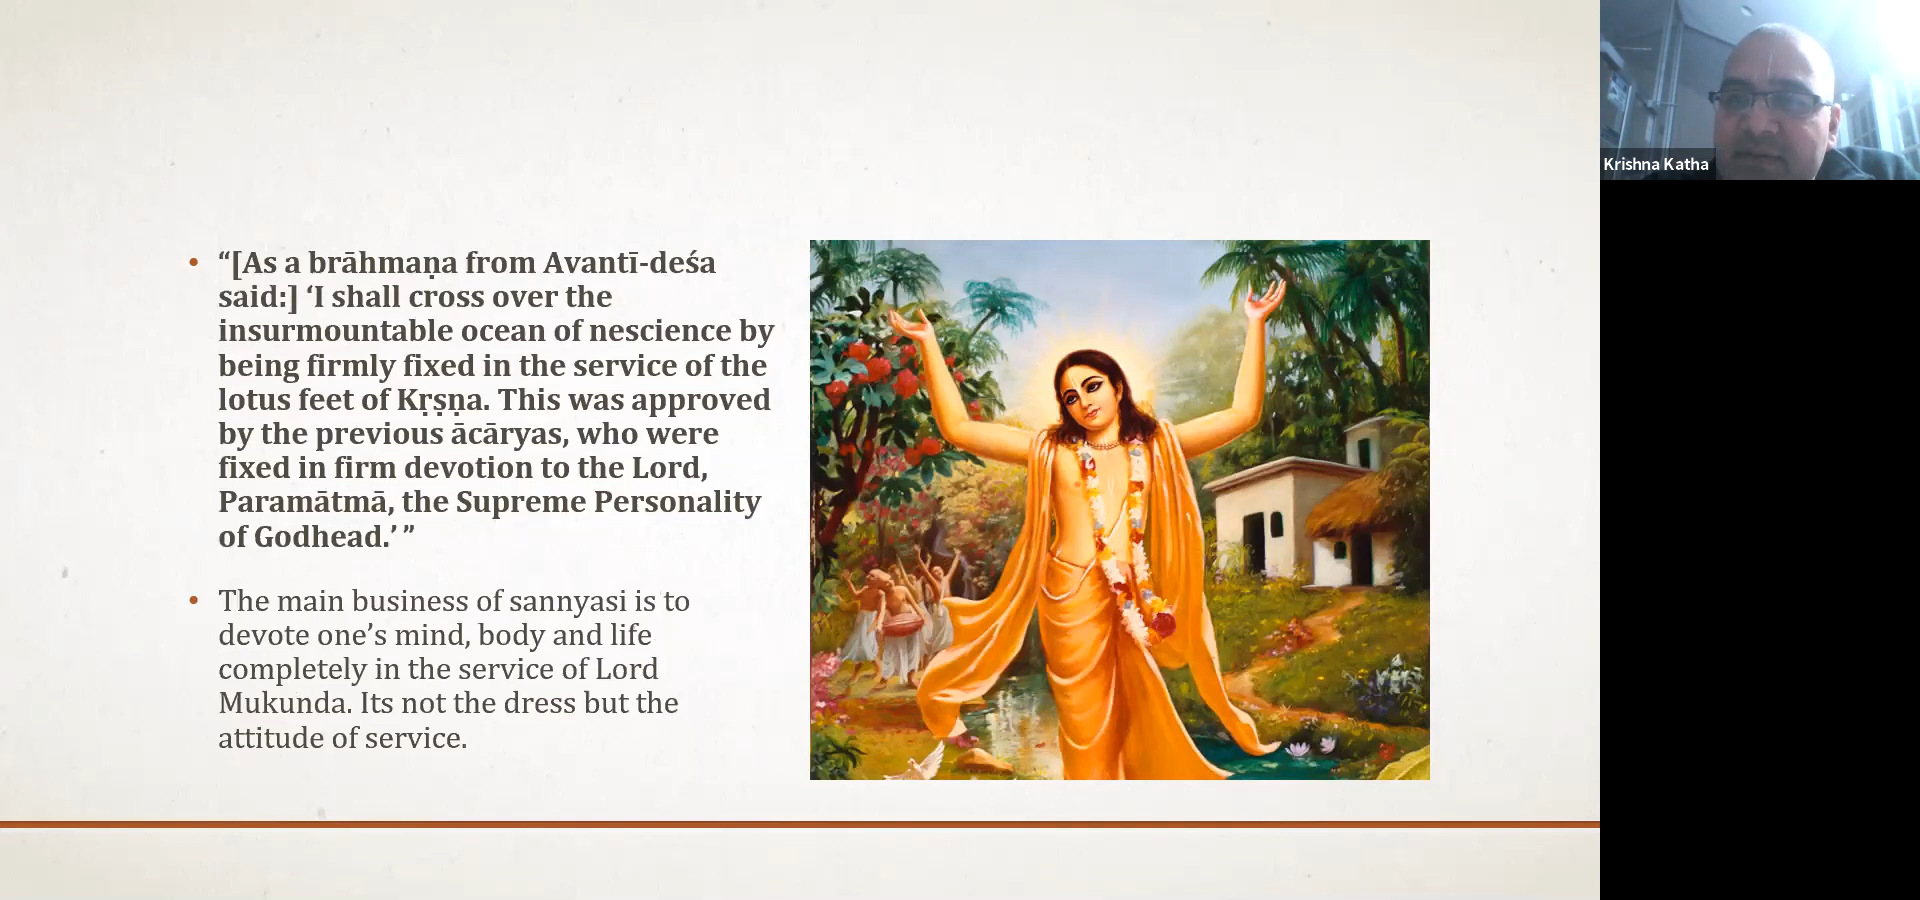 “[As a brāhmaṇa from Avantī-deśa
said:] ‘I shall cross over the
insurmountable ocean of nescience by
being firmly fixed in the service of the
lotus feet of Kṛṣṇa. This was approved
by the previous ācāryas, who were
fixed in firm devotion to the Lord,
Paramātmā, the Supreme Personality
of Godhead.’ ”
The main business of sannyasi is to
devote one’s mind, body and life
completely in the service of Lord
Mukunda. Its not the dress but the
attitude of service.
Krishna Katha